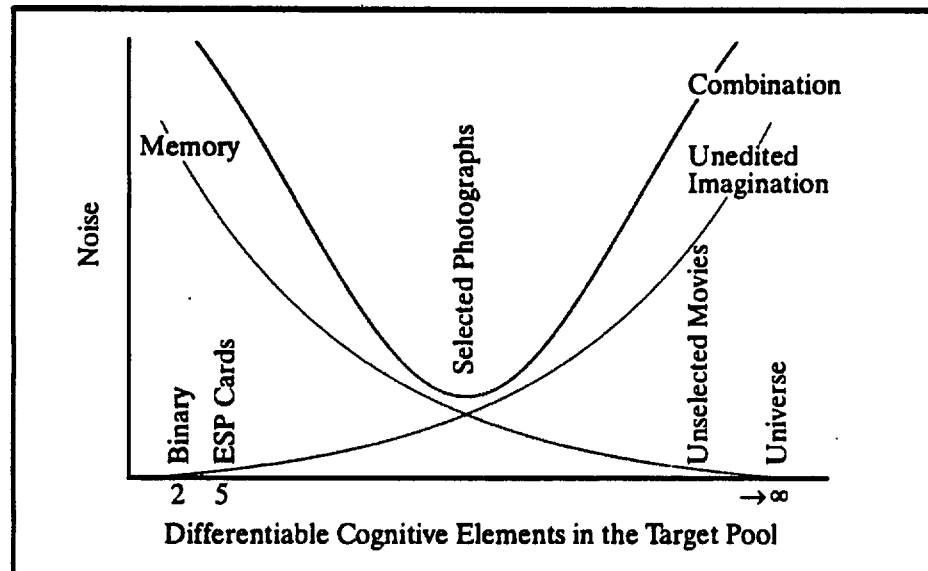 Combination
Memory
Unedited
Imagination
Noise
Selected Photographs
Unselected Movies
Binary
ESP Cards
Universe
2
5
→∞
Differentiable Cognitive Elements in the Target Pool